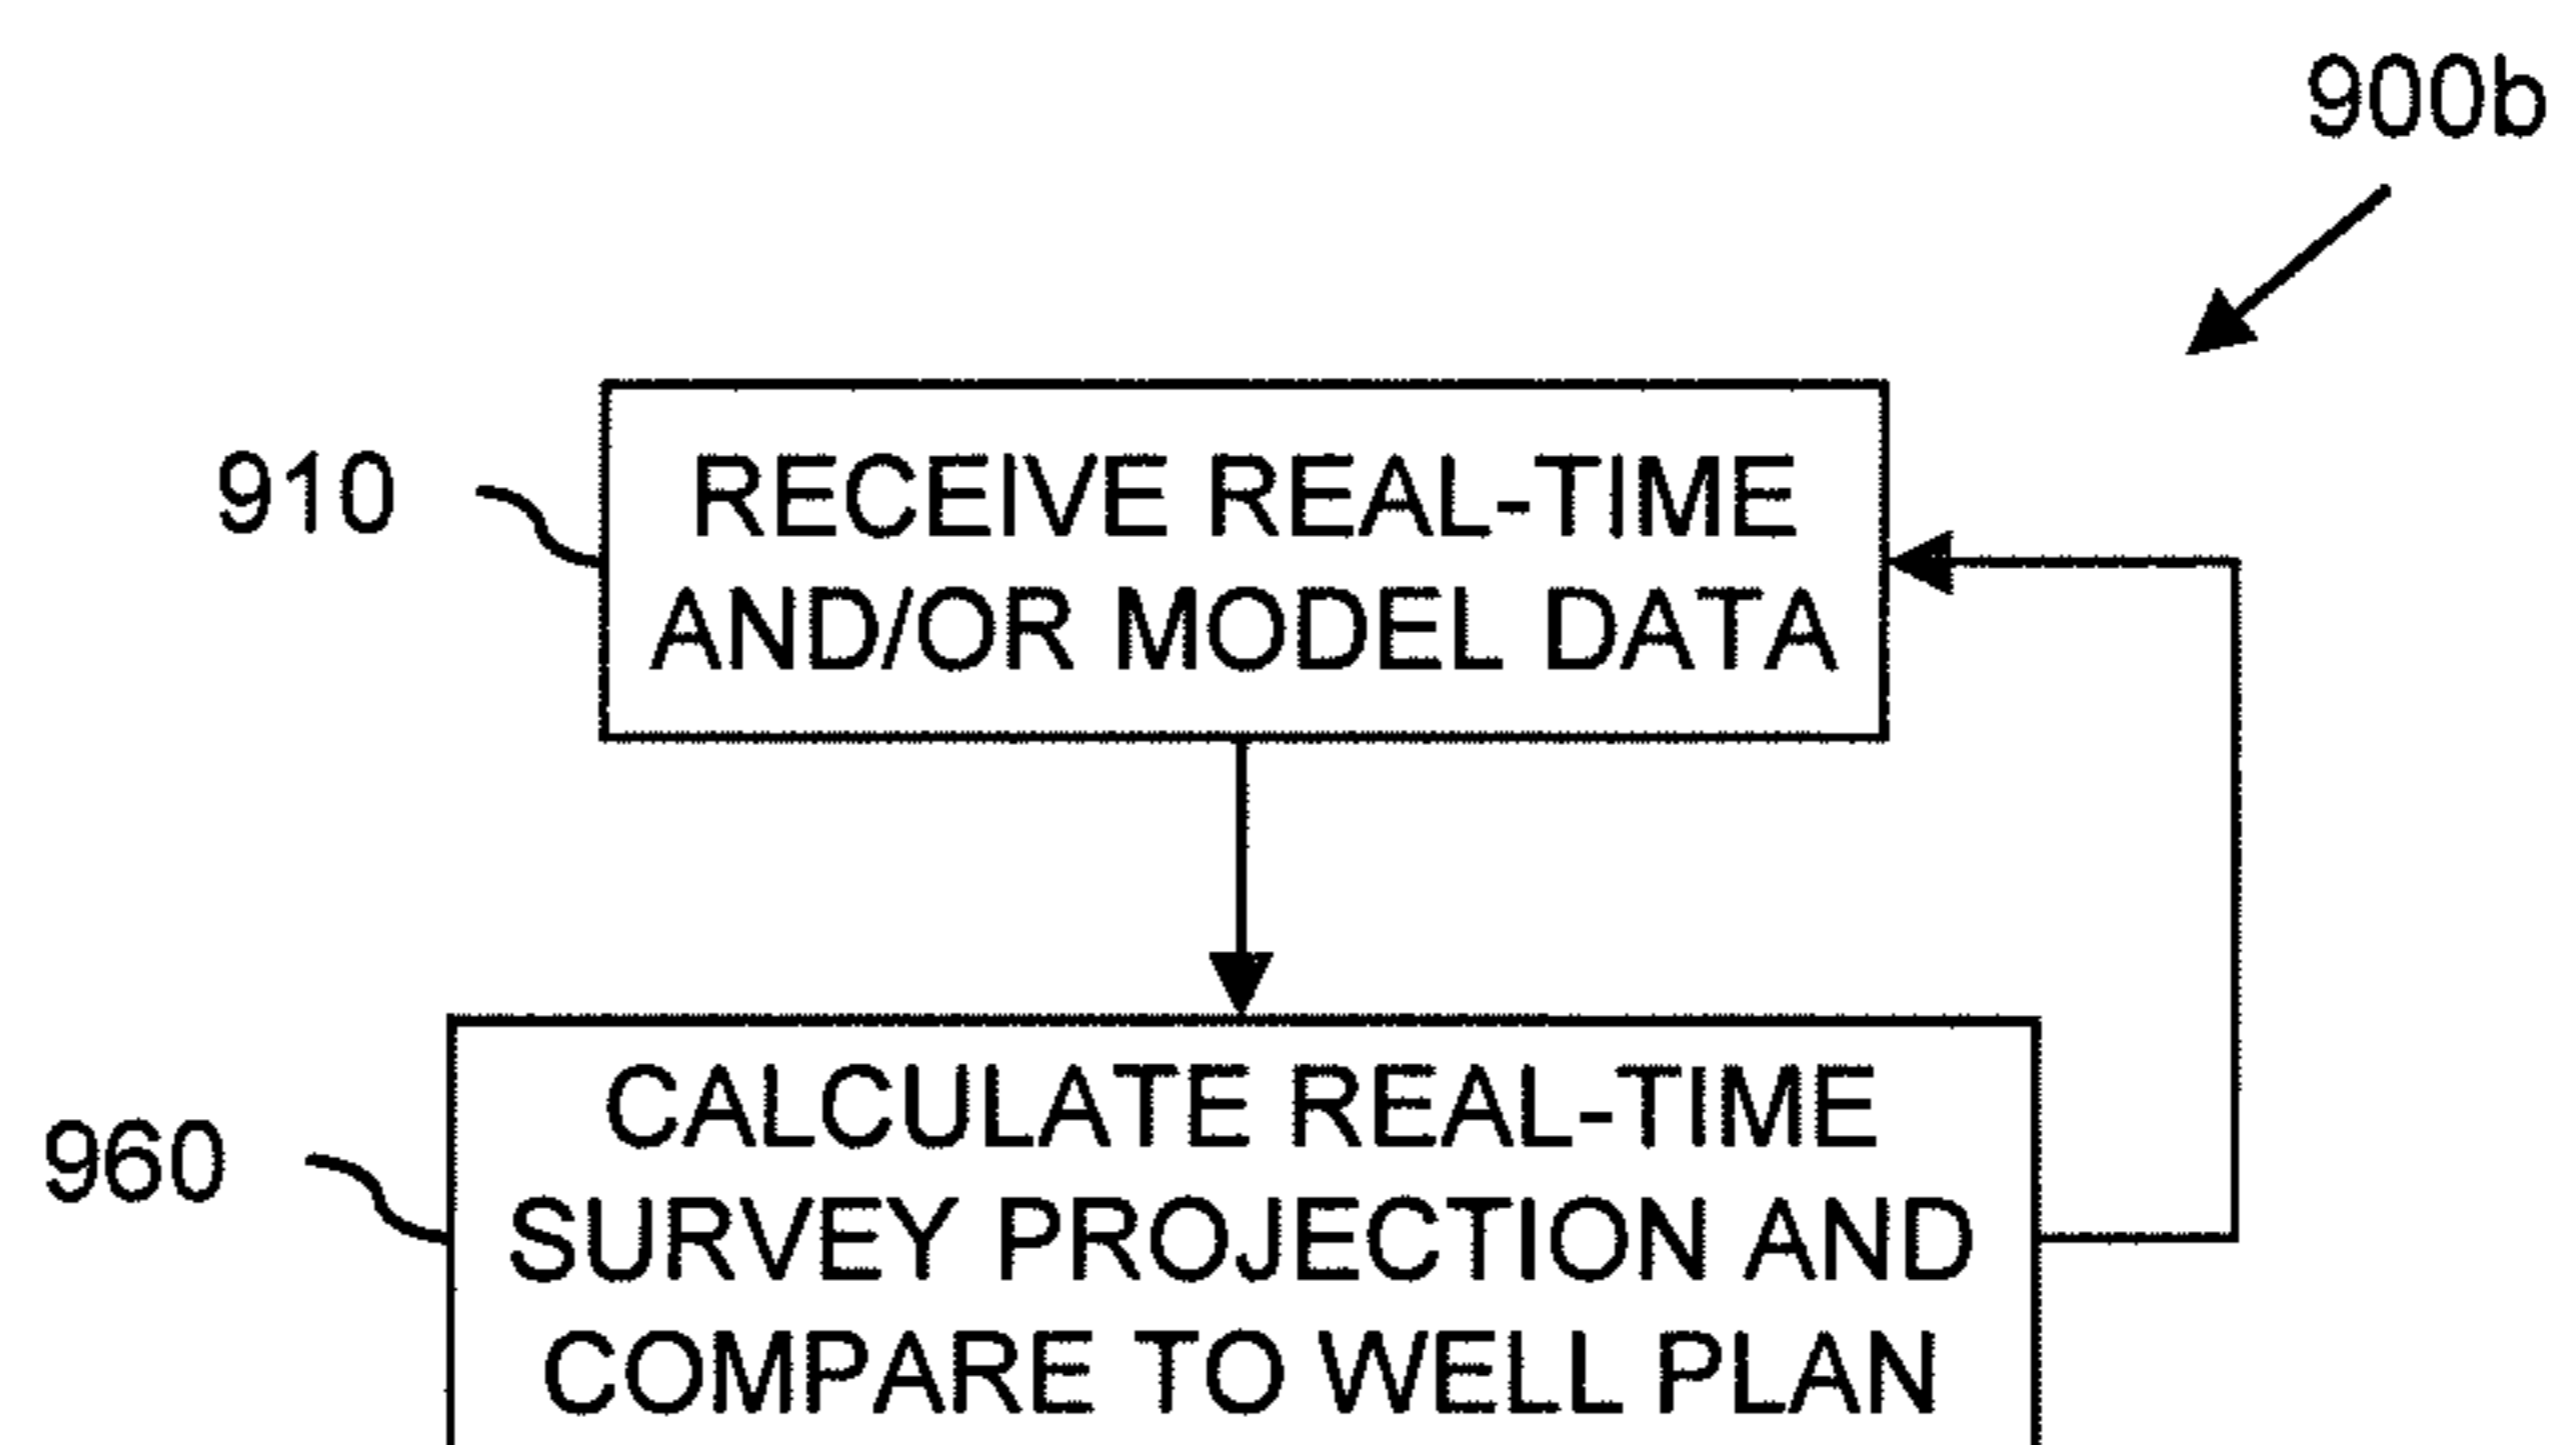 900b
910
RECEIVE REAL-TIME
AND/OR MODEL DATA
960
CALCULATE REAL-TIME
SURVEY PROJECTION AND
COMPARE TO WELL PLAN